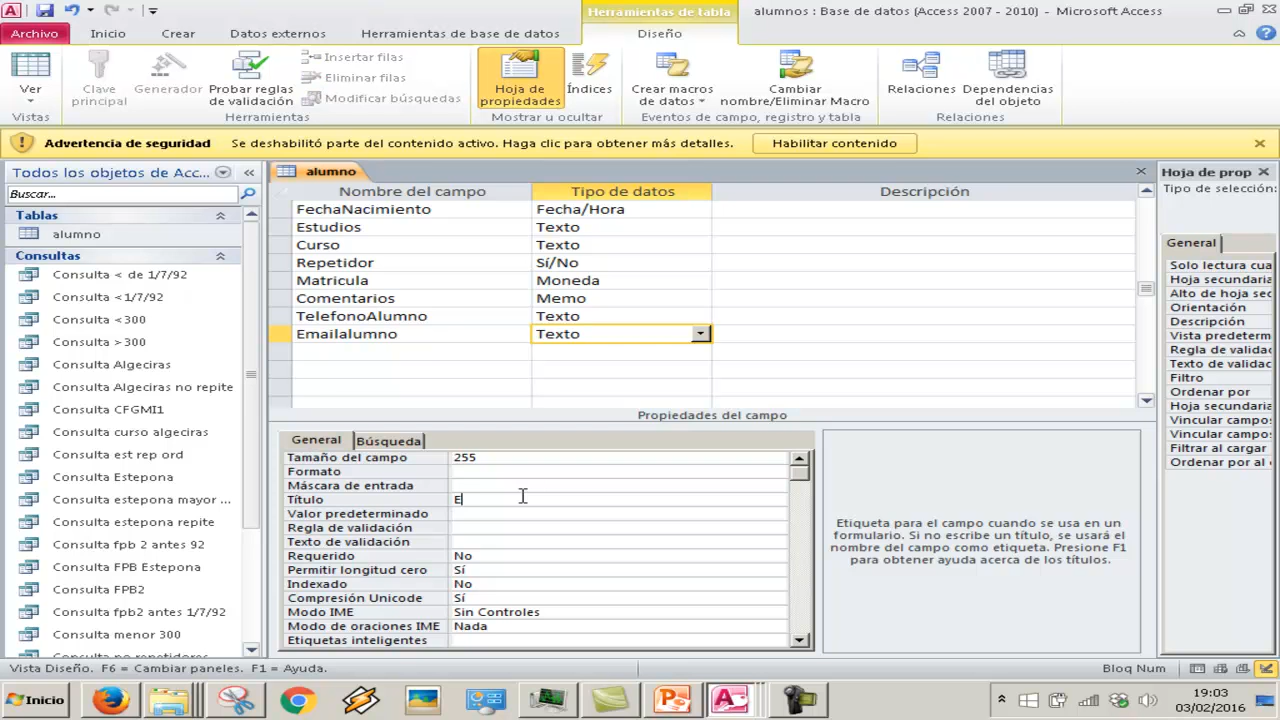 Herramientas de tabla
alumnos : Base de datos (Access 2007 - 2010) - Microsoft Access
Archivo Inicio Crear Datos externos Herramientas de base de datos Diseño
Ver
Clave principal
Generador
Probar reglas de validación
Insertar filas
Eliminar filas
Modificar búsquedas
Hoja de propiedades
Índices
Crear macros de datos
Cambiar nombre/Eliminar Macro
Relaciones
Dependencias del objeto
Vistas Herramientas Mostrar u ocultar Eventos de campo, registro y tabla Relaciones
Advertencia de seguridad Se deshabilitó parte del contenido activo. Haga clic para obtener más detalles. Habilitar contenido
Todos los objetos de Acc...
Buscar...
Tablas
alumno
Consultas
Consulta < de 1/7/92
Consulta <1/7/92
Consulta <300
Consulta >300
Consulta Algeciras
Consulta Algeciras no repite
Consulta CFGMI1
Consulta curso algeciras
Consulta est rep ord
Consulta Estepona
Consulta estepona mayor ...
Consulta estepona repite
Consulta fpb 2 antes 92
Consulta FPB Estepona
Consulta FPB2
Consulta fpb2 antes 1/7/92
Consulta menor 300
alumno
Nombre del campo Tipo de datos Descripción
FechaNacimiento Fecha/Hora
Estudios Texto
Curso Texto
Repetidor Sí/No
Matricula Moneda
Comentarios Memo
TelefonoAlumno Texto
Emailalumno Texto
Propiedades del campo
General Búsqueda
Tamaño del campo 255
Formato
Máscara de entrada
Título E
Valor predeterminado
Regla de validación
Texto de validación
Requerido No
Permitir longitud cero Sí
Indexado No
Compresión Unicode Sí
Modo IME Sin Controles
Modo de oraciones IME Nada
Etiquetas inteligentes
Etiqueta para el campo cuando se usa en un
formulario. Si no escribe un título, se usará el
nombre del campo como etiqueta. Presione F1
para obtener ayuda acerca de los títulos.
Hoja de prop
Tipo de selección:
General
Solo lectura cua
Hoja secundaria
Alto de hoja sec
Orientación
Descripción
Vista predeterm
Regla de validac
Texto de validac
Filtro
Ordenar por
Hoja secundaria
Vincular campos
Vincular campos
Filtrar al cargar
Ordenar por al
Vista Diseño. F6 = Cambiar paneles. F1 = Ayuda.
Bloq Num
Inicio
19:03
03/02/2016